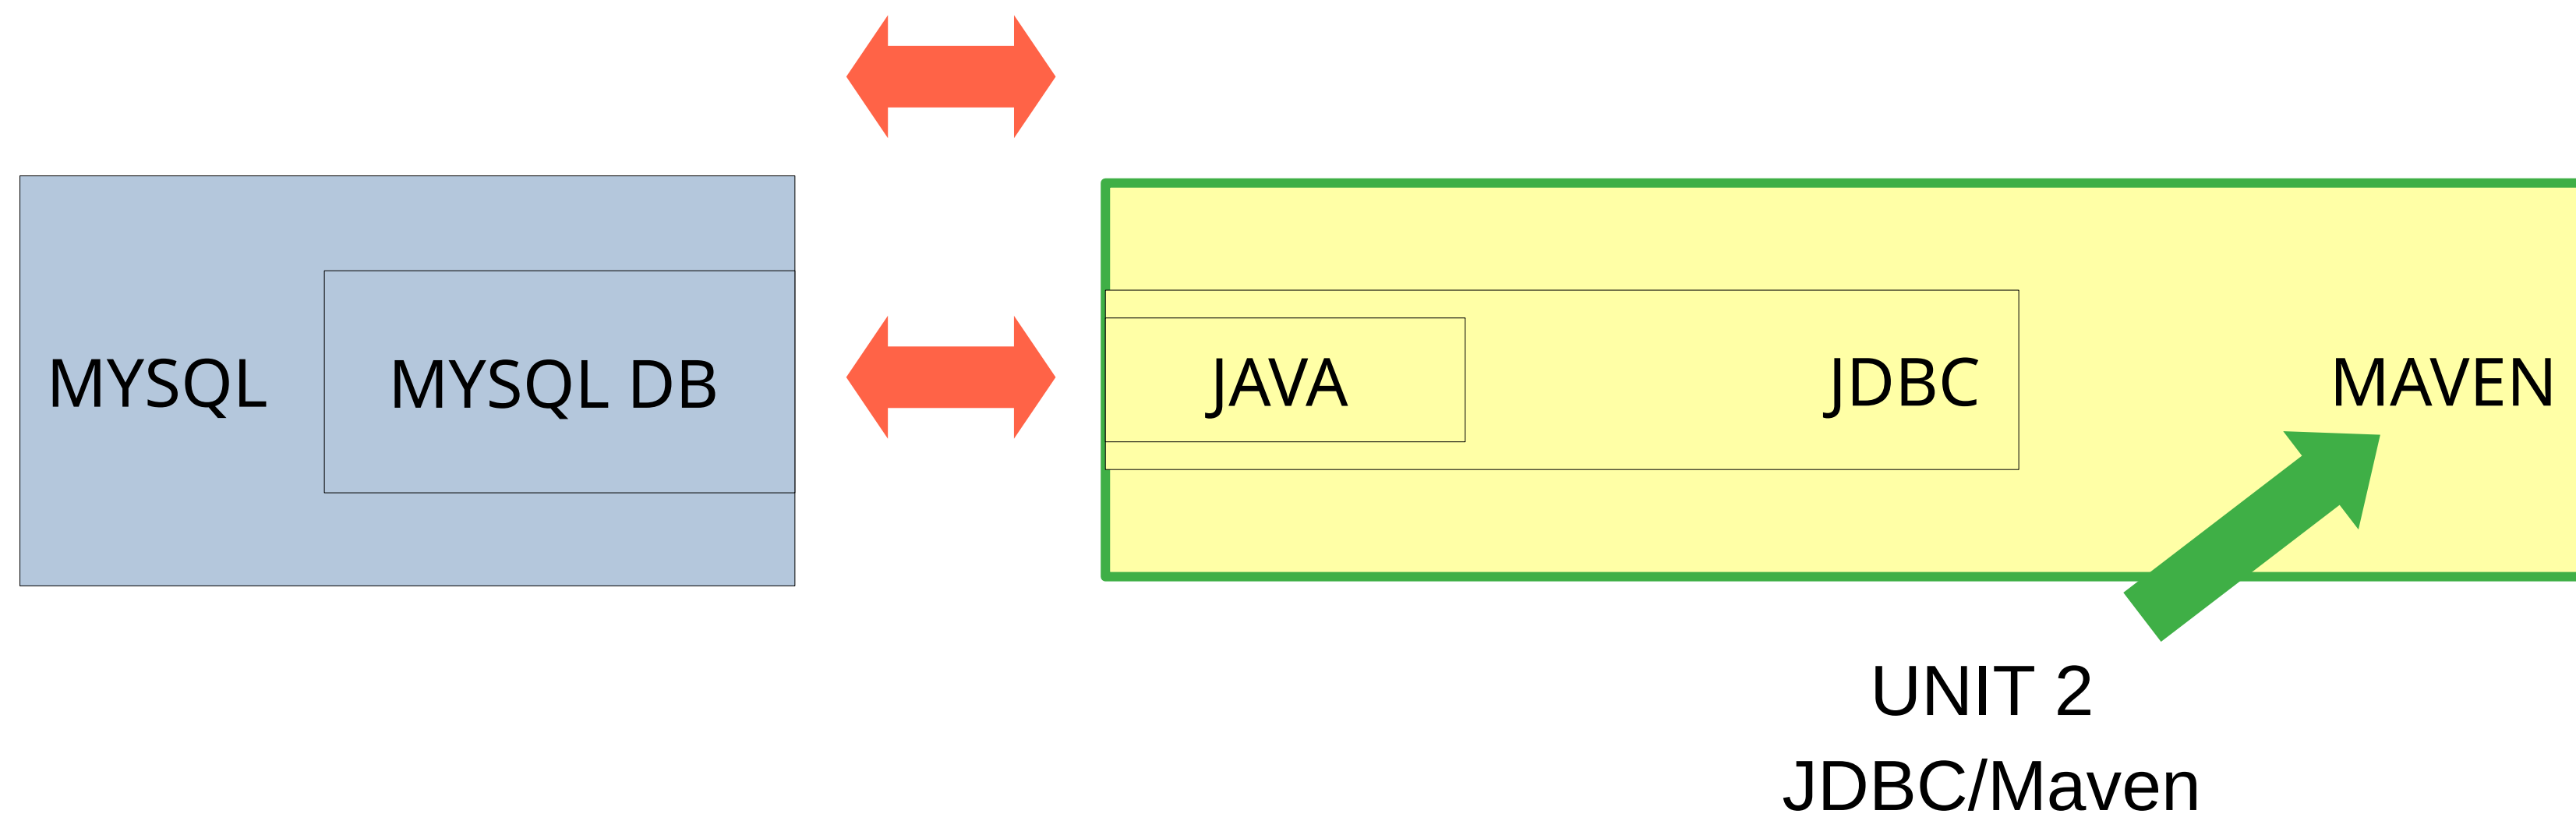 MYSQL
MYSQL DB
JAVA
JDBC
MAVEN
UNIT 2
JDBC/Maven